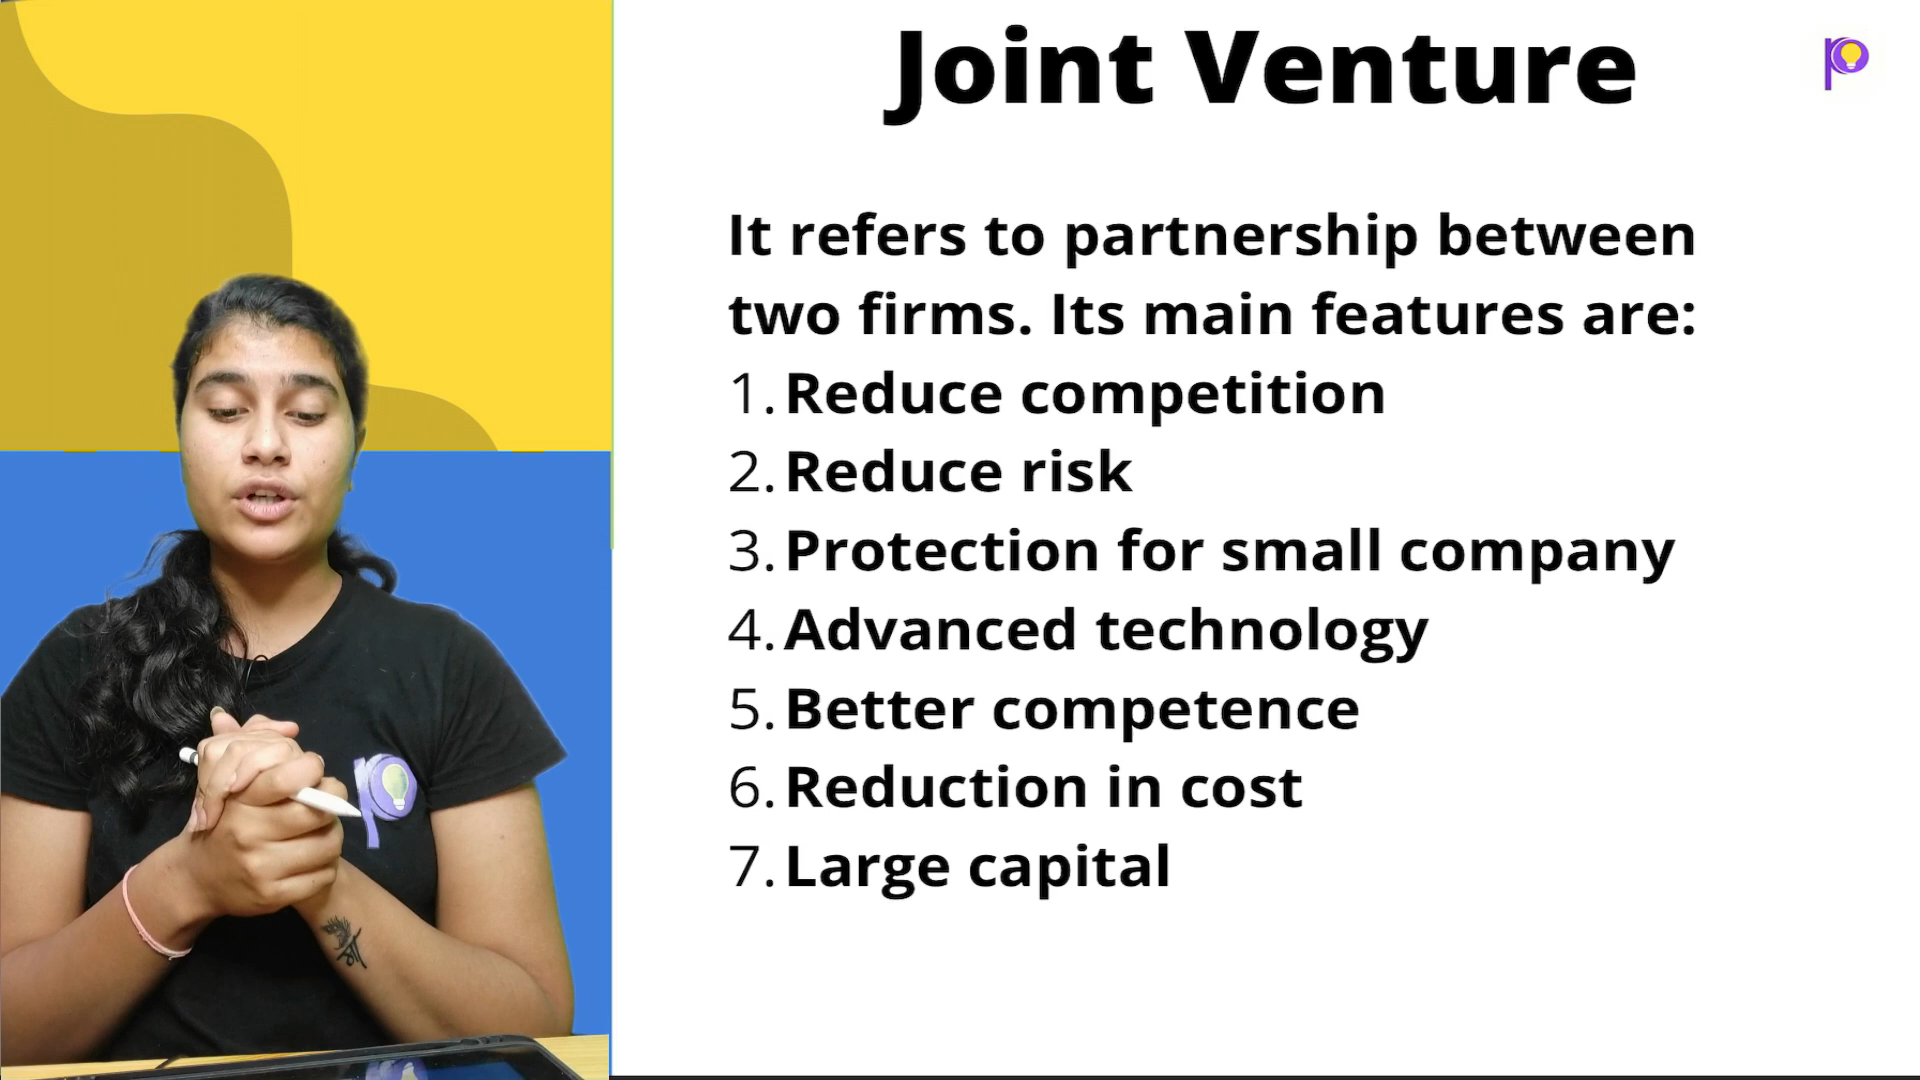 Joint Venture
It refers to partnership between
two firms. Its main features are:
1. Reduce competition
2. Reduce risk
3. Protection for small company
4. Advanced technology
5. Better competence
6. Reduction in cost
7. Large capital
माँ